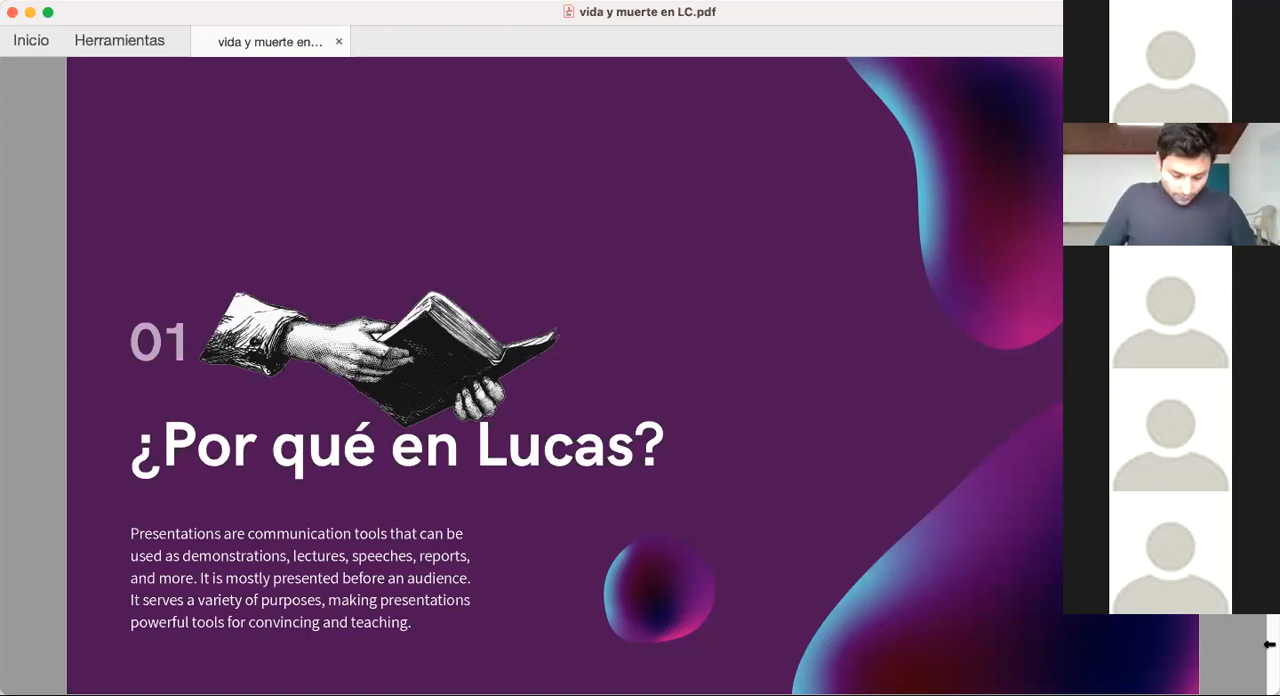 vida y muerte en LC.pdf
Inicio
Herramientas
vida y muerte en... ×
01
¿Por qué en Lucas?
Presentations are communication tools that can be
used as demonstrations, lectures, speeches, reports,
and more. It is mostly presented before an audience.
It serves a variety of purposes, making presentations
powerful tools for convincing and teaching.